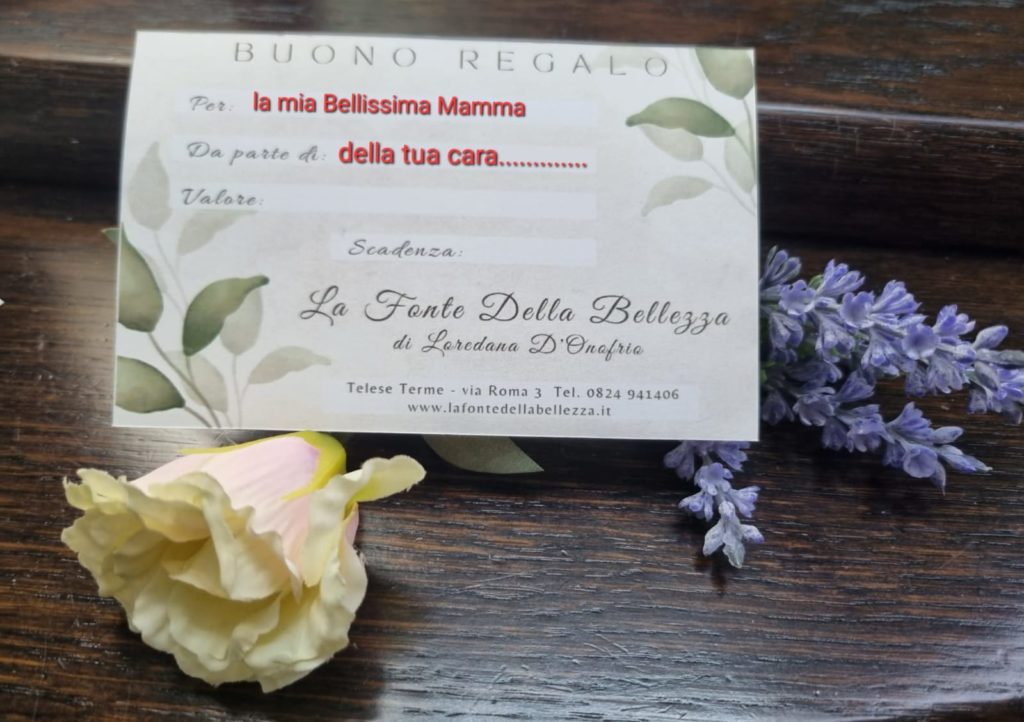 BUONO REGALO
Per: la mia Bellissima Mamma
Da parte di: della tua cara.............
Valore:
Scadenza:
La Fonte Della Bellezza
di Loredana D'Onofrio
Telese Terme - via Roma 3 Tel. 0824 941406
www.lafontedellabellezza.it